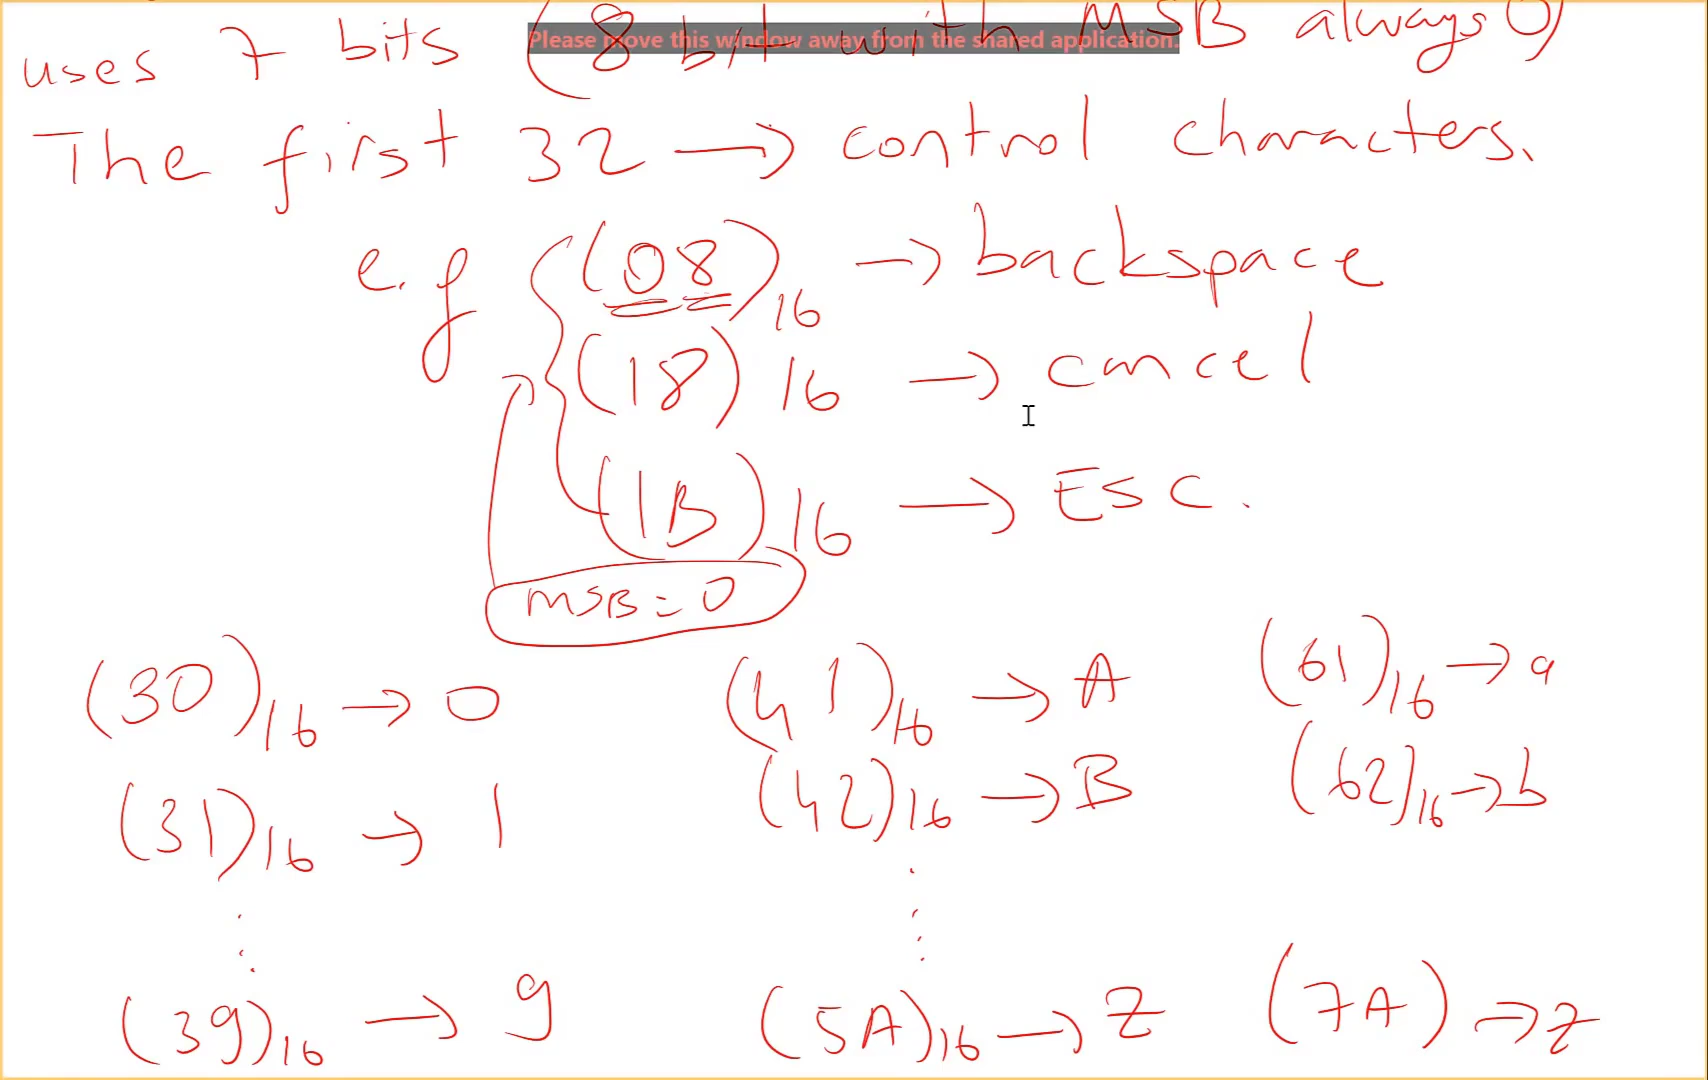 uses 7 bits (8 bit with MSB always 0)
Please move this window away from the shared application.
The first 32 → control characters.
e.g (08)16 → backspace
(18)16 → cancel
(1B)16 → Esc.
MSB = 0
(30)16 → 0 (41)16 → A (61)16 → a
(31)16 → 1 (42)16 → B (62)16 → b
(39)16 → 9 (5A)16 → Z (7A) → z